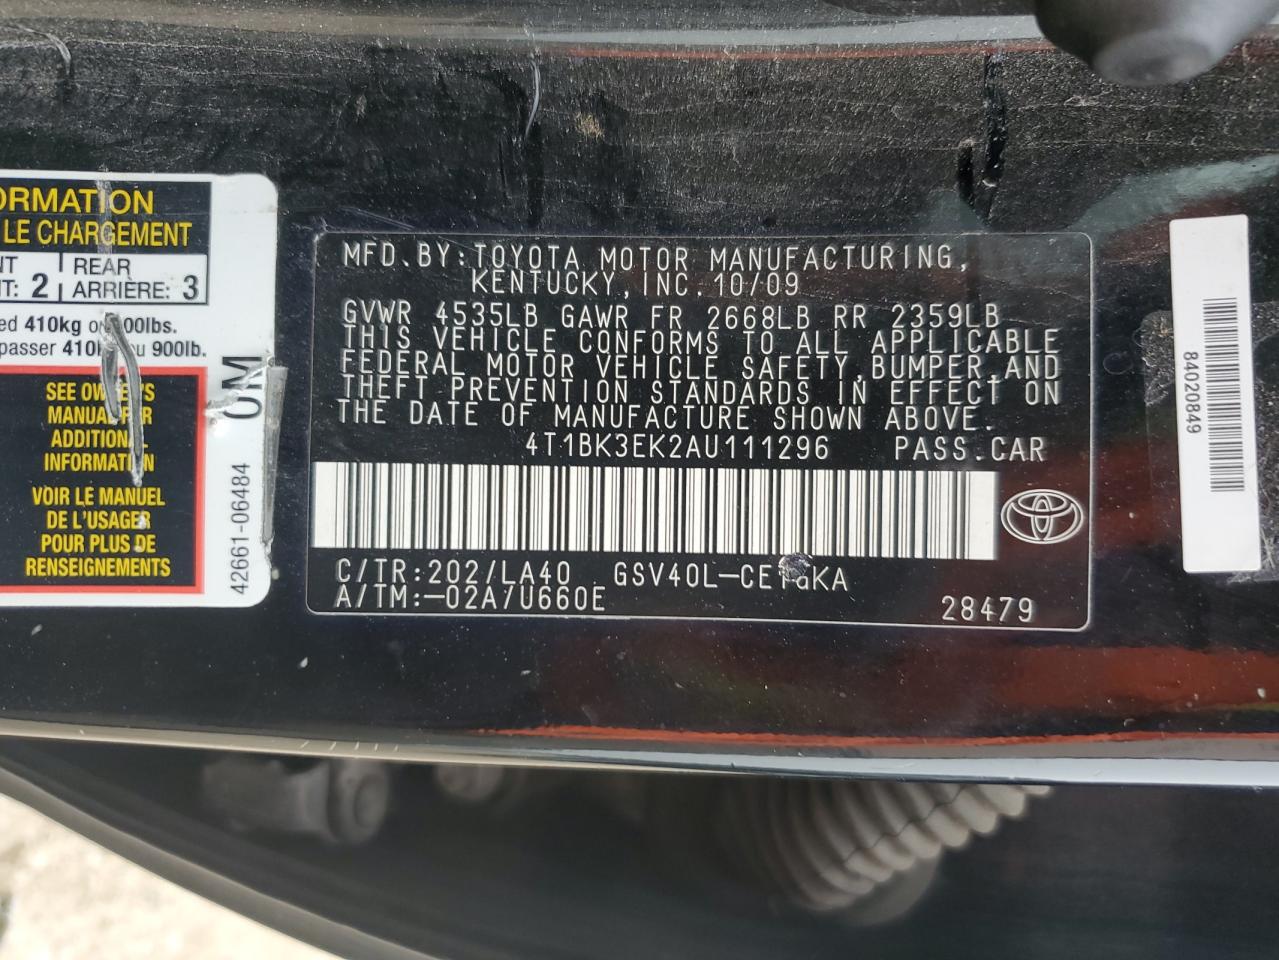 ORMATION
LE CHARGEMENT
NT
T: 2
REAR
ARRIÈRE: 3
ed 410kg
passer 410k
900lb.
SEE
MANUAL
ADDITIONAL
INFORMATION
VOIR LE MANUEL
DE L'USAGER
POUR PLUS DE
RENSEIGNEMENTS
42661-06484
MFD.BY:TOYOTA MOTOR MANUFACTURING,
KENTUCKY,INC.10/09
GVWR 4535LB GAWR FR 2668LB RR 2359LB
THIS VEHICLE CONFORMS TO ALL APPLICABLE
FEDERAL MOTOR VEHICLE SAFETY,BUMPER,AND
THEFT PREVENTION STANDARDS IN EFFECT ON
THE DATE OF MANUFACTURE SHOWN ABOVE.
4T1BK3EK2AU111296 PASS.CAR
C/TR:202/LA40
A/TM:-02A/U660E
28479
84020849